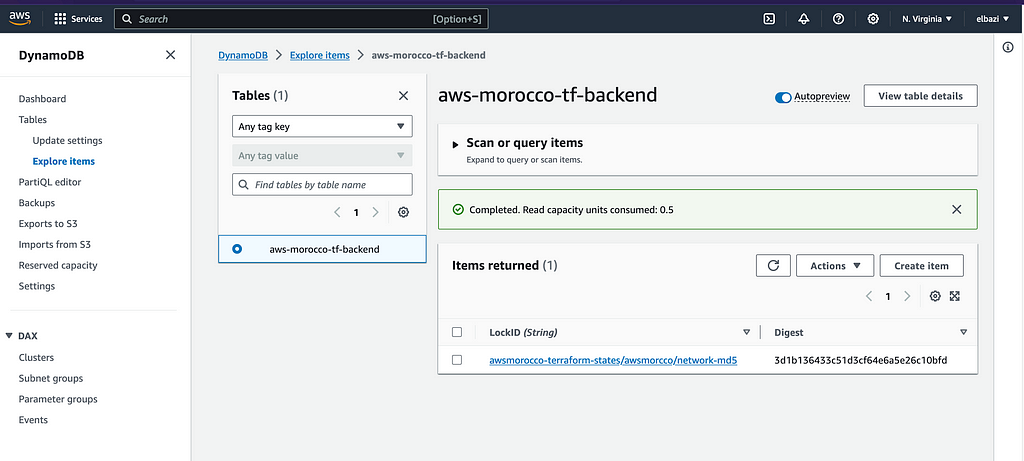 aws
Services
Search
[Option+S]
N. Virginia
elbazi
DynamoDB
Dashboard
Tables
Update settings
Explore items
PartiQL editor
Backups
Exports to S3
Imports from S3
Reserved capacity
Settings
DAX
Clusters
Subnet groups
Parameter groups
Events
DynamoDB
Explore items
aws-morocco-tf-backend
Tables (1)
Any tag key
Any tag value
Find tables by table name
1
aws-morocco-tf-backend
aws-morocco-tf-backend
Autopreview
View table details
Scan or query items
Expand to query or scan items.
Completed. Read capacity units consumed: 0.5
Items returned (1)
Actions
Create item
1
LockID (String)
Digest
awsmorocco-terraform-states/awsmorcco/network-md5
3d1b136433c51d3cf64e6a5e26c10bfd